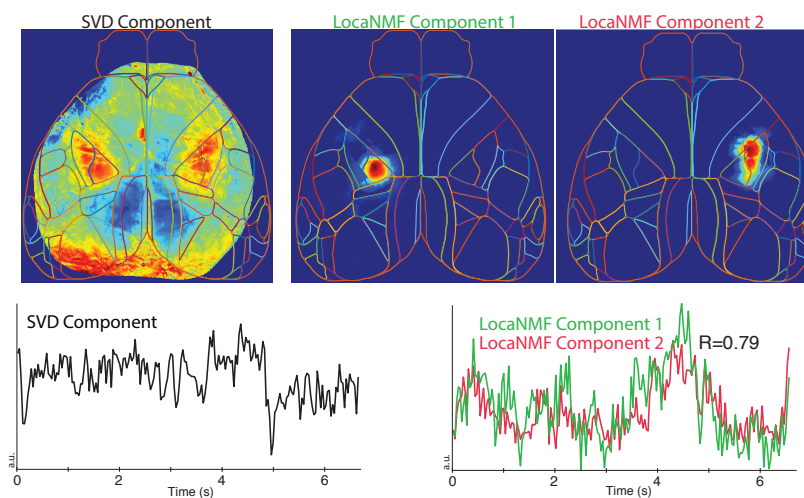 SVD Component
LocaNMF Component 1
LocaNMF Component 2
SVD Component
a.u.
0
2
4
6
Time (s)
LocaNMF Component 1
LocaNMF Component 2
R=0.79
a.u.
0
2
4
6
Time (s)